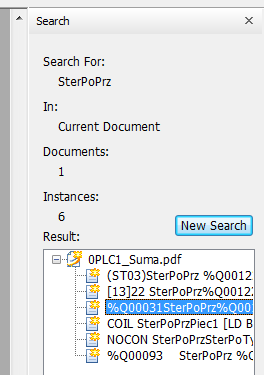 Search
Search For:
SterPoPrz
In:
Current Document
Documents:
1
Instances:
6
New Search
Result:
0PLC1_Suma.pdf
(ST03)SterPoPrz %Q0012
[13]22 SterPoPrz%Q0012
%Q00031SterPoPrz%Q00
COIL SterPoPrzPiec1 [LD B
NOCON SterPoPrzSterPoTy
%Q00093 SterPoPrz %Q